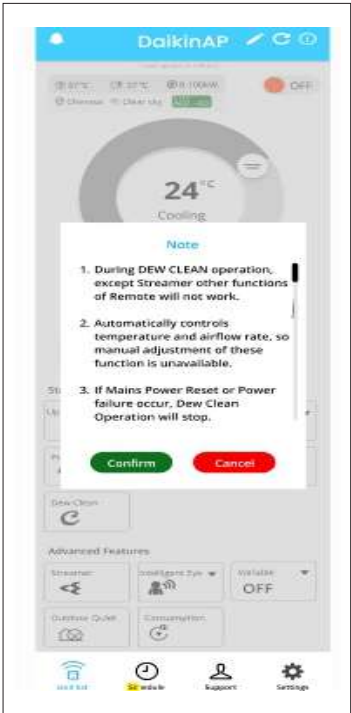 DaikinAP
OFF
Clear sky
24°C
Cooling
Note
1. During DEW CLEAN operation,
except Streamer other functions
of Remote will not work.
2. Automatically controls
temperature and airflow rate, so
manual adjustment of these
function is unavailable.
3. If Mains Power Reset or Power
failure occur, Dew Clean
Operation will stop.
Confirm Cancel
Dew Clean
Advanced Features
Streamer Intelligent Eye
OFF
Outdoor Quiet Consumption
Support Settings